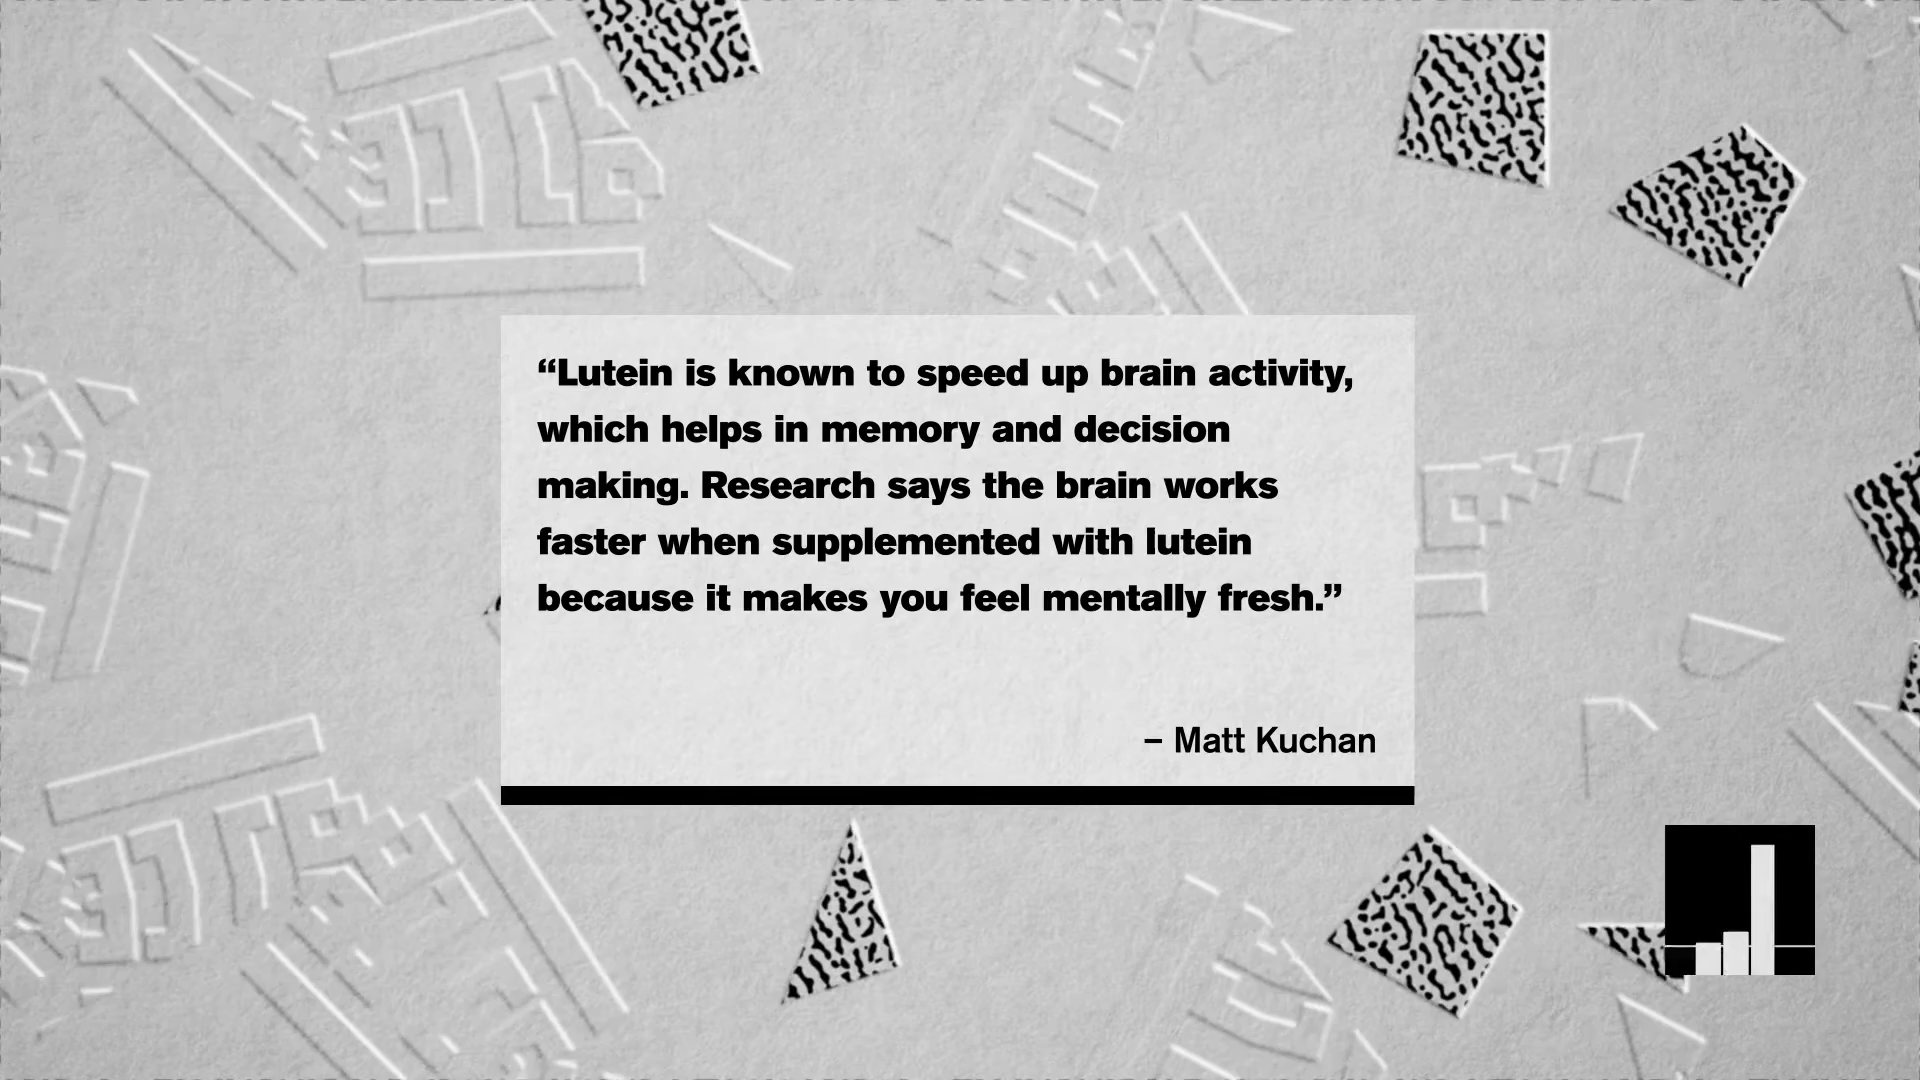 “Lutein is known to speed up brain activity,
which helps in memory and decision
making. Research says the brain works
faster when supplemented with lutein
because it makes you feel mentally fresh.”
– Matt Kuchan